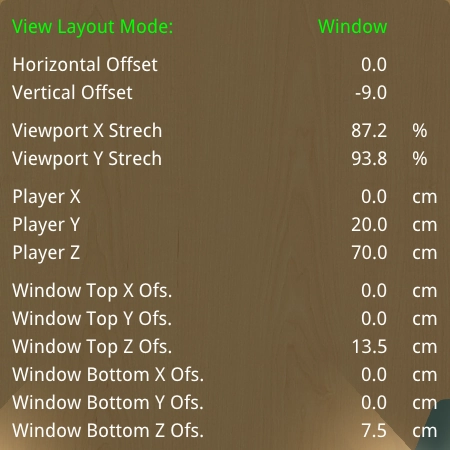 View Layout Mode: Window
Horizontal Offset 0.0
Vertical Offset -9.0
Viewport X Strech 87.2 %
Viewport Y Strech 93.8 %
Player X 0.0 cm
Player Y 20.0 cm
Player Z 70.0 cm
Window Top X Ofs. 0.0 cm
Window Top Y Ofs. 0.0 cm
Window Top Z Ofs. 13.5 cm
Window Bottom X Ofs. 0.0 cm
Window Bottom Y Ofs. 0.0 cm
Window Bottom Z Ofs. 7.5 cm